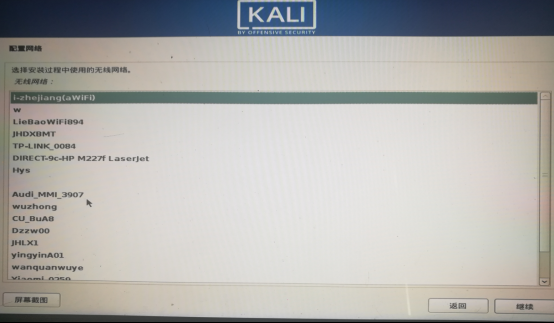 KALI
BY OFFENSIVE SECURITY
配置网络
选择安装过程中使用的无线网络。
无线网络：
i-zhejiang(aWiFi)
w
LieBaoWiFi894
JHDXBMT
TP-LINK_0084
DIRECT-9c-HP M227f LaserJet
Hys
Audi_MMI_3907
wuzhong
CU_BuA8
Dzzw00
JHLX1
yingyinA01
wanquanwuye
Xiaomi_0250
屏幕截图
返回
继续